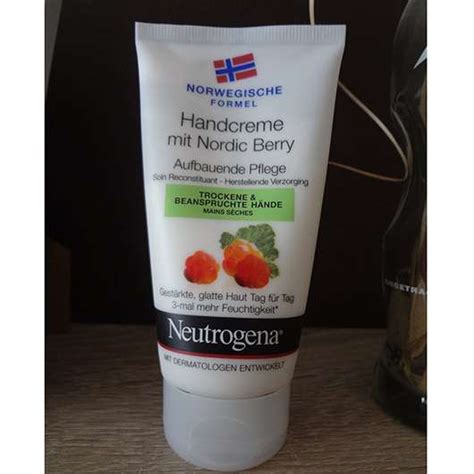 NORWEGISCHE
FORMEL
Handcreme
mit Nordic Berry
Aufbauende Pflege
Soin Reconstituant - Herstellende Verzorging
TROCKENE &
BEANSPRUCHTE HÄNDE
MAINS SÈCHES
Gestärkte, glatte Haut Tag für Tag
3-mal mehr Feuchtigkeit*
Neutrogena®
MIT DERMATOLOGEN ENTWICKELT